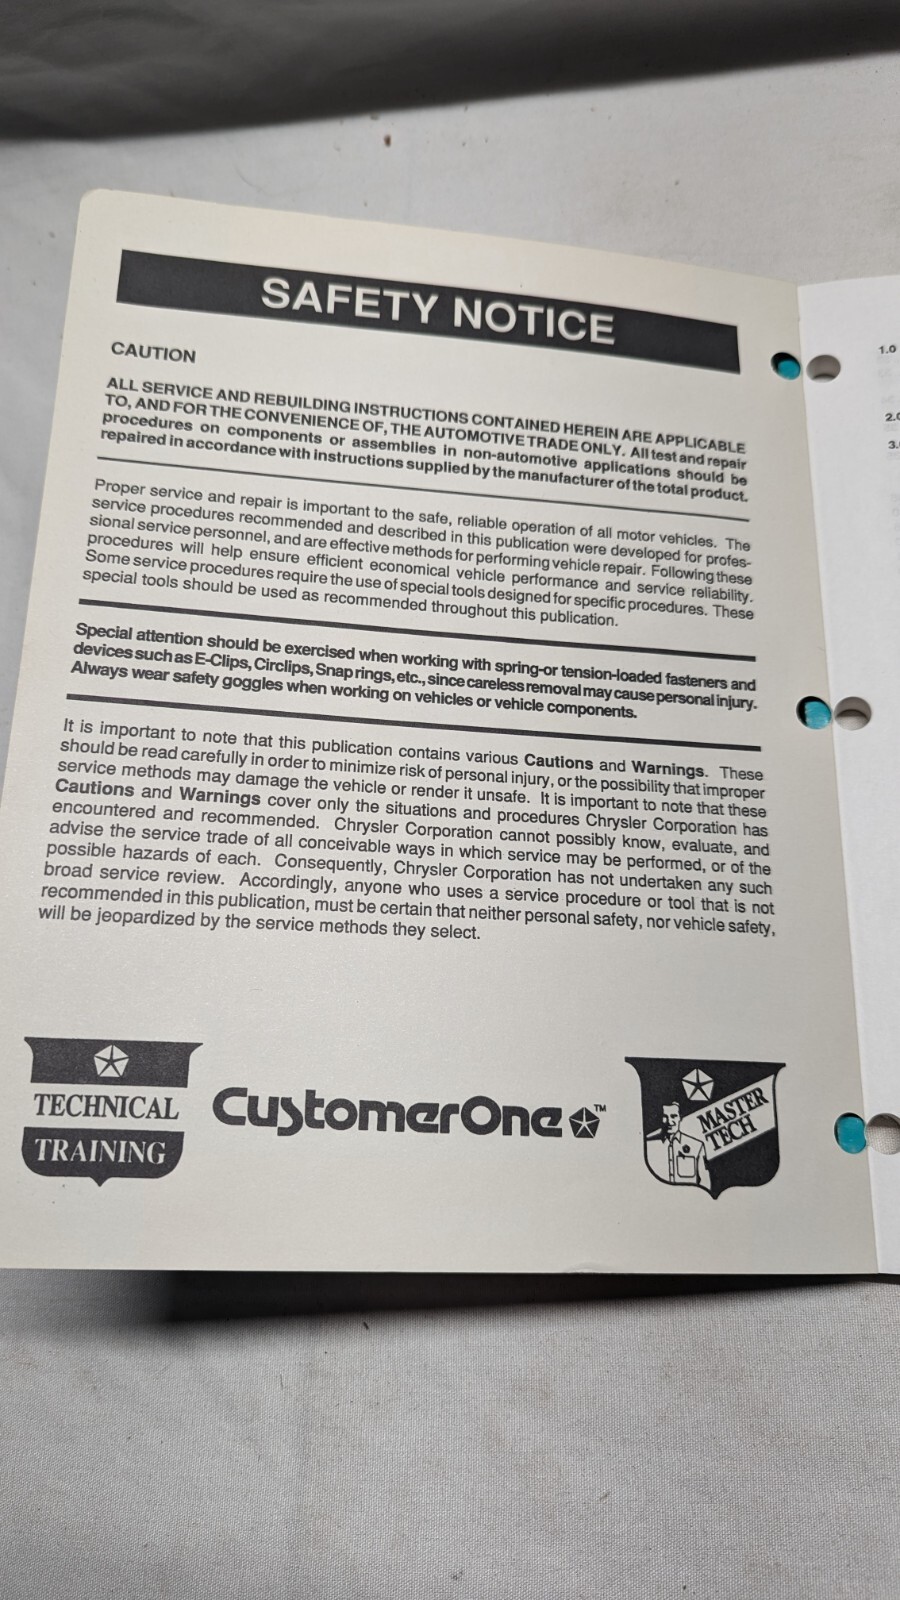 SAFETY NOTICE
CAUTION
ALL SERVICE AND REBUILDING INSTRUCTIONS CONTAINED HEREIN ARE APPLICABLE
TO, AND FOR THE CONVENIENCE OF, THE AUTOMOTIVE TRADE ONLY. All test and repair
procedures on components or assemblies in non-automotive applications should be
repaired in accordance with instructions supplied by the manufacturer of the total product.
Proper service and repair is important to the safe, reliable operation of all motor vehicles. The
service procedures recommended and described in this publication were developed for profes-
sional service personnel, and are effective methods for performing vehicle repair. Following these
procedures will help ensure efficient economical vehicle performance and service reliability.
Some service procedures require the use of special tools designed for specific procedures. These
special tools should be used as recommended throughout this publication.
Special attention should be exercised when working with spring-or tension-loaded fasteners and
devices such as E-Clips, Circlips, Snap rings, etc., since careless removal may cause personal injury.
Always wear safety goggles when working on vehicles or vehicle components.
It is important to note that this publication contains various Cautions and Warnings. These
should be read carefully in order to minimize risk of personal injury, or the possibility that improper
service methods may damage the vehicle or render it unsafe. It is important to note that these
Cautions and Warnings cover only the situations and procedures Chrysler Corporation has
encountered and recommended. Chrysler Corporation cannot possibly know, evaluate, and
advise the service trade of all conceivable ways in which service may be performed, or of the
possible hazards of each. Consequently, Chrysler Corporation has not undertaken any such
broad service review. Accordingly, anyone who uses a service procedure or tool that is not
recommended in this publication, must be certain that neither personal safety, nor vehicle safety,
will be jeopardized by the service methods they select.
TECHNICAL
TRAINING
CustomerOne ™
MASTER
TECH
1.0